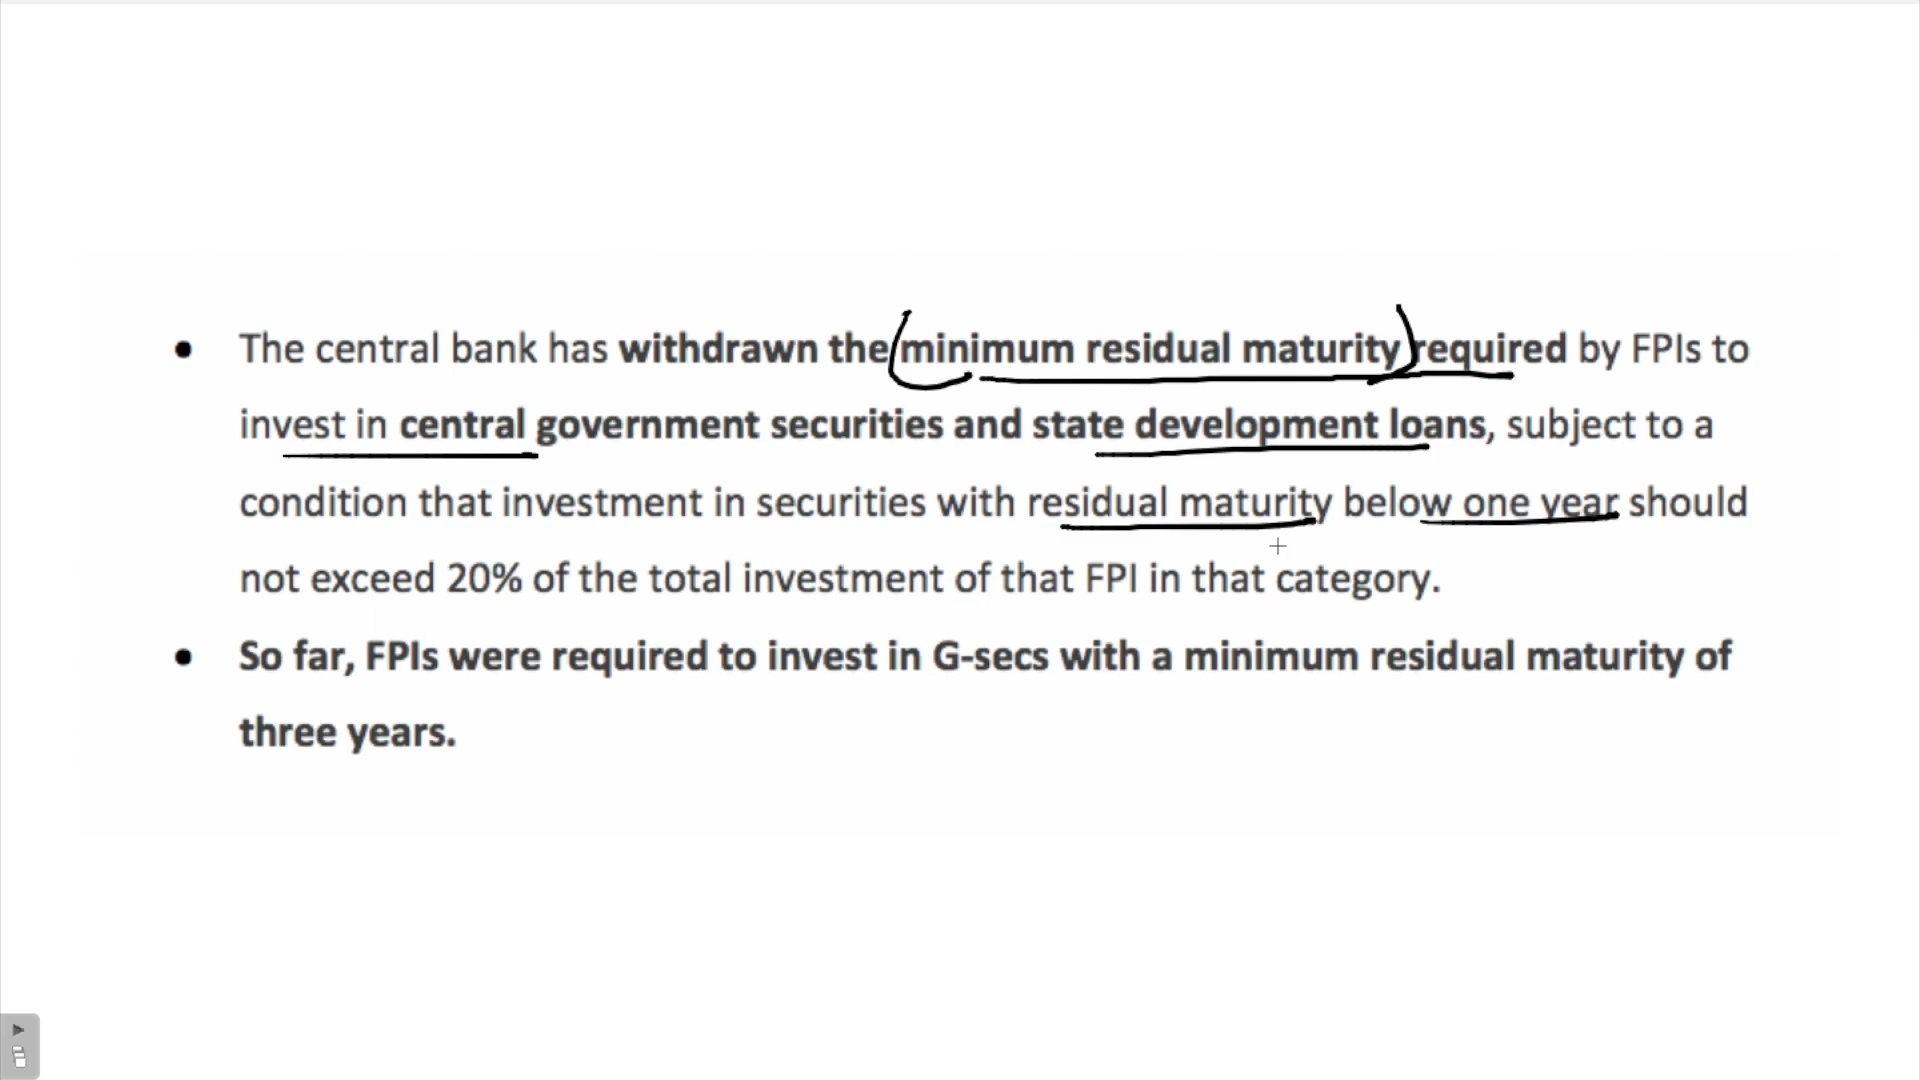 • The central bank has withdrawn the minimum residual maturity required by FPIs to
invest in central government securities and state development loans, subject to a
condition that investment in securities with residual maturity below one year should
not exceed 20% of the total investment of that FPI in that category.
• So far, FPIs were required to invest in G-secs with a minimum residual maturity of
three years.